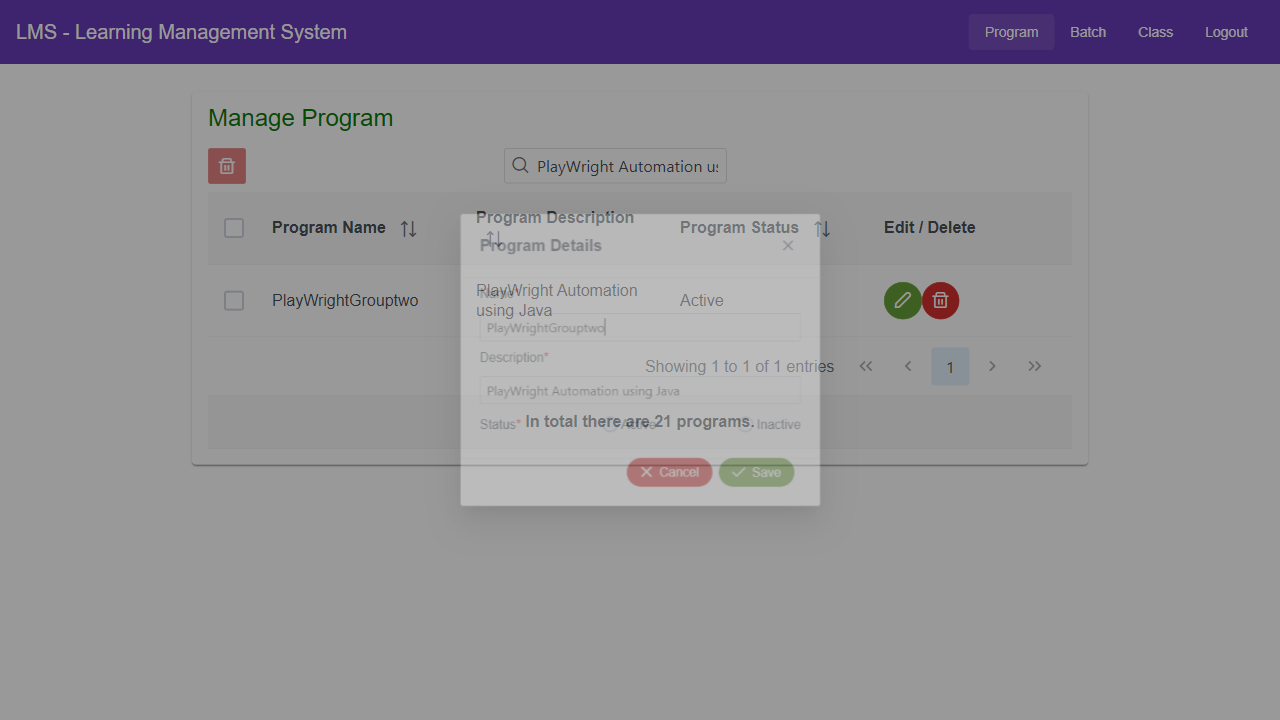 LMS - Learning Management System
Program
Batch
Class
Logout
Manage Program
PlayWright Automation us
Program Name
Program Description
Program Status
Edit / Delete
Program Details
PlayWrightGrouptwo
PlayWright Automation
using Java
Active
Name*
PlayWrightGrouptwo
Description*
PlayWright Automation using Java
Showing 1 to 1 of 1 entries
1
Status*
Active
Inactive
In total there are 21 programs.
Cancel
Save